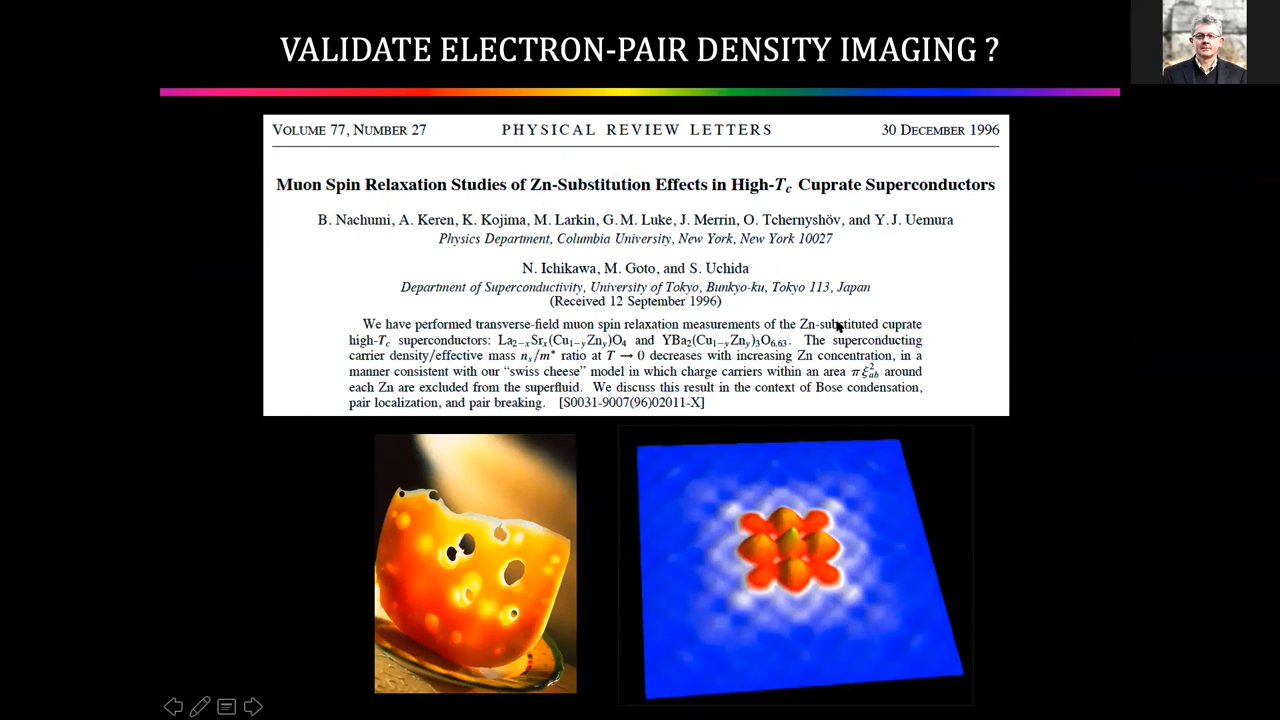 VALIDATE ELECTRON-PAIR DENSITY IMAGING ?
VOLUME 77, NUMBER 27 PHYSICAL REVIEW LETTERS 30 DECEMBER 1996
Muon Spin Relaxation Studies of Zn-Substitution Effects in High-Tc Cuprate Superconductors
B. Nachumi, A. Keren, K. Kojima, M. Larkin, G. M. Luke, J. Merrin, O. Tchernyshöv, and Y. J. Uemura
Physics Department, Columbia University, New York, New York 10027
N. Ichikawa, M. Goto, and S. Uchida
Department of Superconductivity, University of Tokyo, Bunkyo-ku, Tokyo 113, Japan
(Received 12 September 1996)
We have performed transverse-field muon spin relaxation measurements of the Zn-substituted cuprate
high-Tc superconductors: La2−xSrx(Cu1−yZny)O4 and YBa2(Cu1−yZny)3O6.63. The superconducting
carrier density/effective mass ns/m* ratio at T → 0 decreases with increasing Zn concentration, in a
manner consistent with our “swiss cheese” model in which charge carriers within an area πξ²ab around
each Zn are excluded from the superfluid. We discuss this result in the context of Bose condensation,
pair localization, and pair breaking. [S0031-9007(96)02011-X]